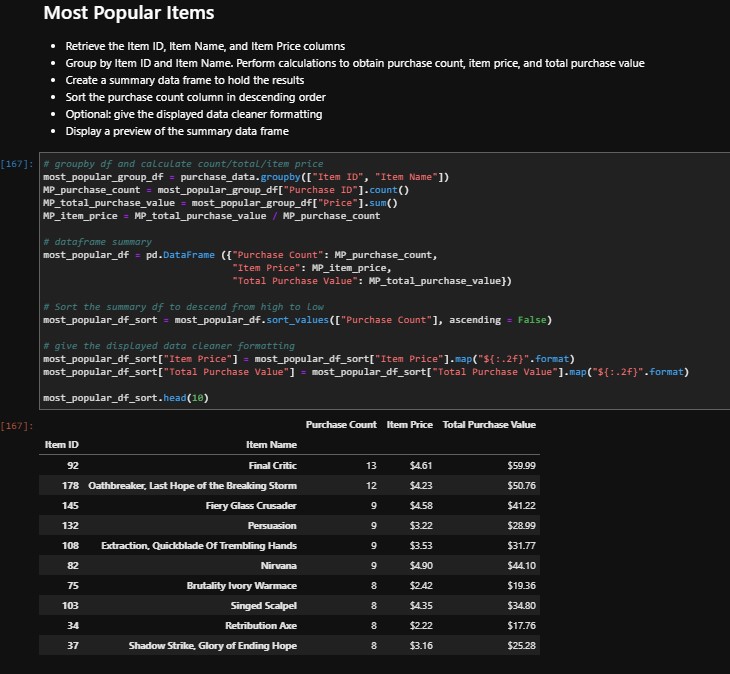 Most Popular Items
• Retrieve the Item ID, Item Name, and Item Price columns
• Group by Item ID and Item Name. Perform calculations to obtain purchase count, item price, and total purchase value
• Create a summary data frame to hold the results
• Sort the purchase count column in descending order
• Optional: give the displayed data cleaner formatting
• Display a preview of the summary data frame
[167]: # groupby df and calculate count/total/item price
most_popular_group_df = purchase_data.groupby(["Item ID", "Item Name"])
MP_purchase_count = most_popular_group_df["Purchase ID"].count()
MP_total_purchase_value = most_popular_group_df["Price"].sum()
MP_item_price = MP_total_purchase_value / MP_purchase_count
# dataframe summary
most_popular_df = pd.DataFrame ({"Purchase Count": MP_purchase_count,
"Item Price": MP_item_price,
"Total Purchase Value": MP_total_purchase_value})
# Sort the summary df to descend from high to low
most_popular_df_sort = most_popular_df.sort_values(["Purchase Count"], ascending = False)
# give the displayed data cleaner formatting
most_popular_df_sort["Item Price"] = most_popular_df_sort["Item Price"].map("${:.2f}".format)
most_popular_df_sort["Total Purchase Value"] = most_popular_df_sort["Total Purchase Value"].map("${:.2f}".format)
most_popular_df_sort.head(10)
[167]: Purchase Count Item Price Total Purchase Value
Item ID Item Name
92 Final Critic 13 $4.61 $59.99
178 Oathbreaker, Last Hope of the Breaking Storm 12 $4.23 $50.76
145 Fiery Glass Crusader 9 $4.58 $41.22
132 Persuasion 9 $3.22 $28.99
108 Extraction, Quickblade Of Trembling Hands 9 $3.53 $31.77
82 Nirvana 9 $4.90 $44.10
75 Brutality Ivory Warmace 8 $2.42 $19.36
103 Singed Scalpel 8 $4.35 $34.80
34 Retribution Axe 8 $2.22 $17.76
37 Shadow Strike, Glory of Ending Hope 8 $3.16 $25.28